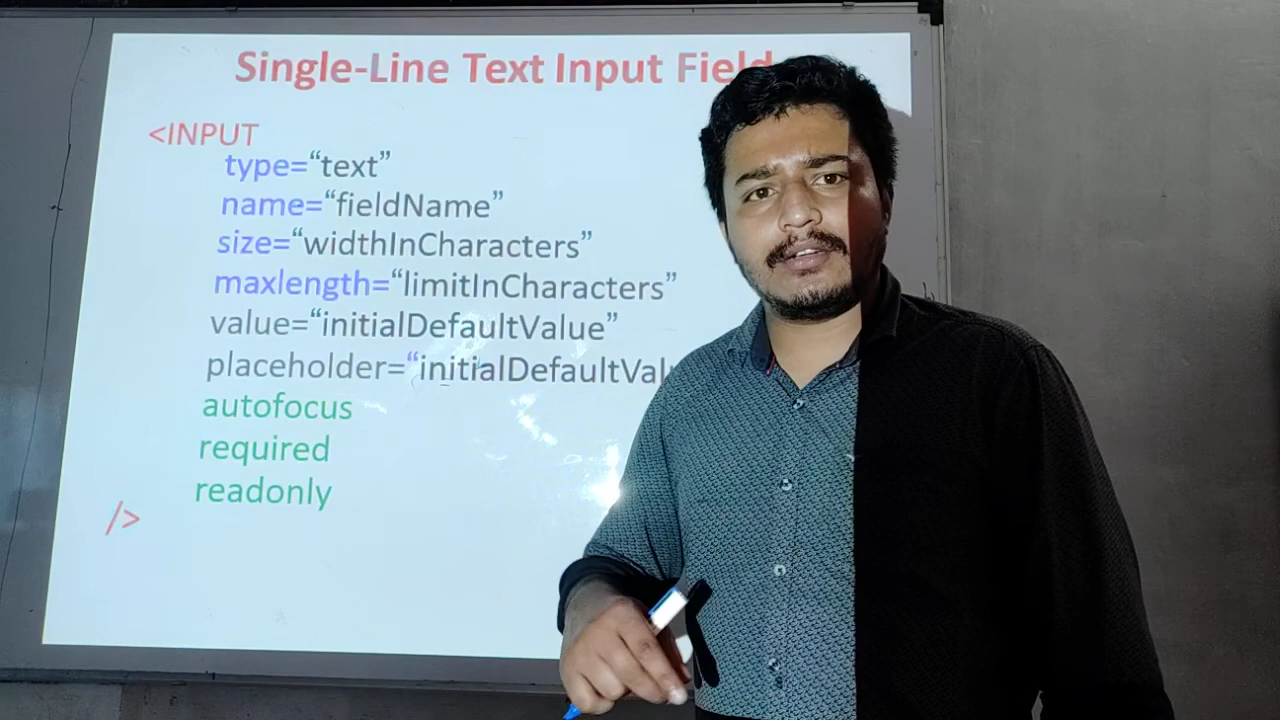 Single-Line Text Input Field
<INPUT
type=“text”
name=“fieldName”
size=“widthInCharacters”
maxlength=“limitInCharacters”
value=“initialDefaultValue”
placeholder=“initialDefaultVal
autofocus
required
readonly
/>